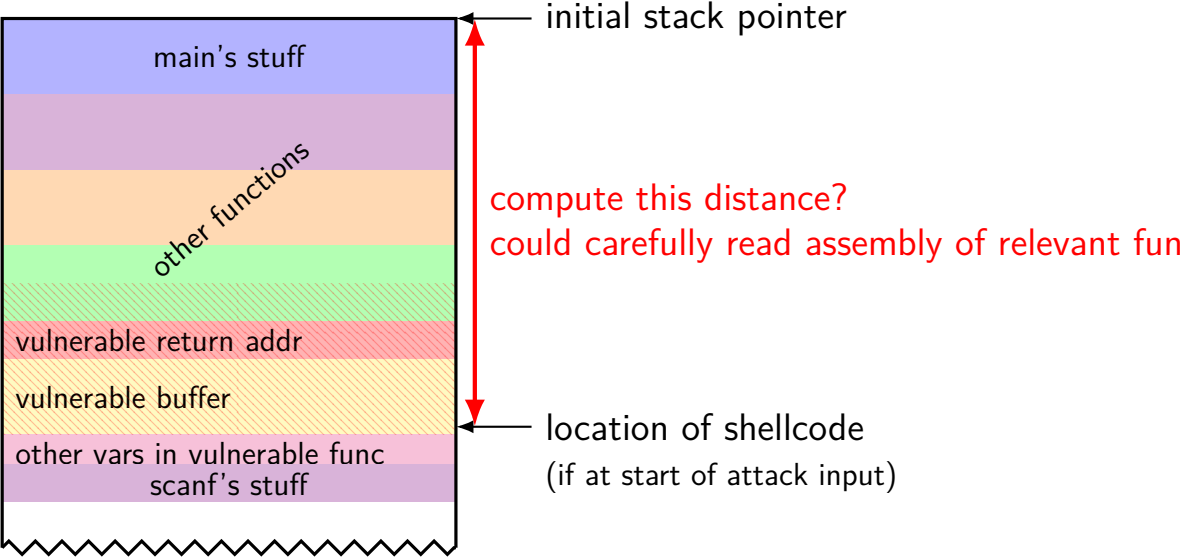 initial stack pointer
main's stuff
other functions
compute this distance?
could carefully read assembly of relevant fun
vulnerable return addr
vulnerable buffer
location of shellcode
other vars in vulnerable func
(if at start of attack input)
scanf's stuff